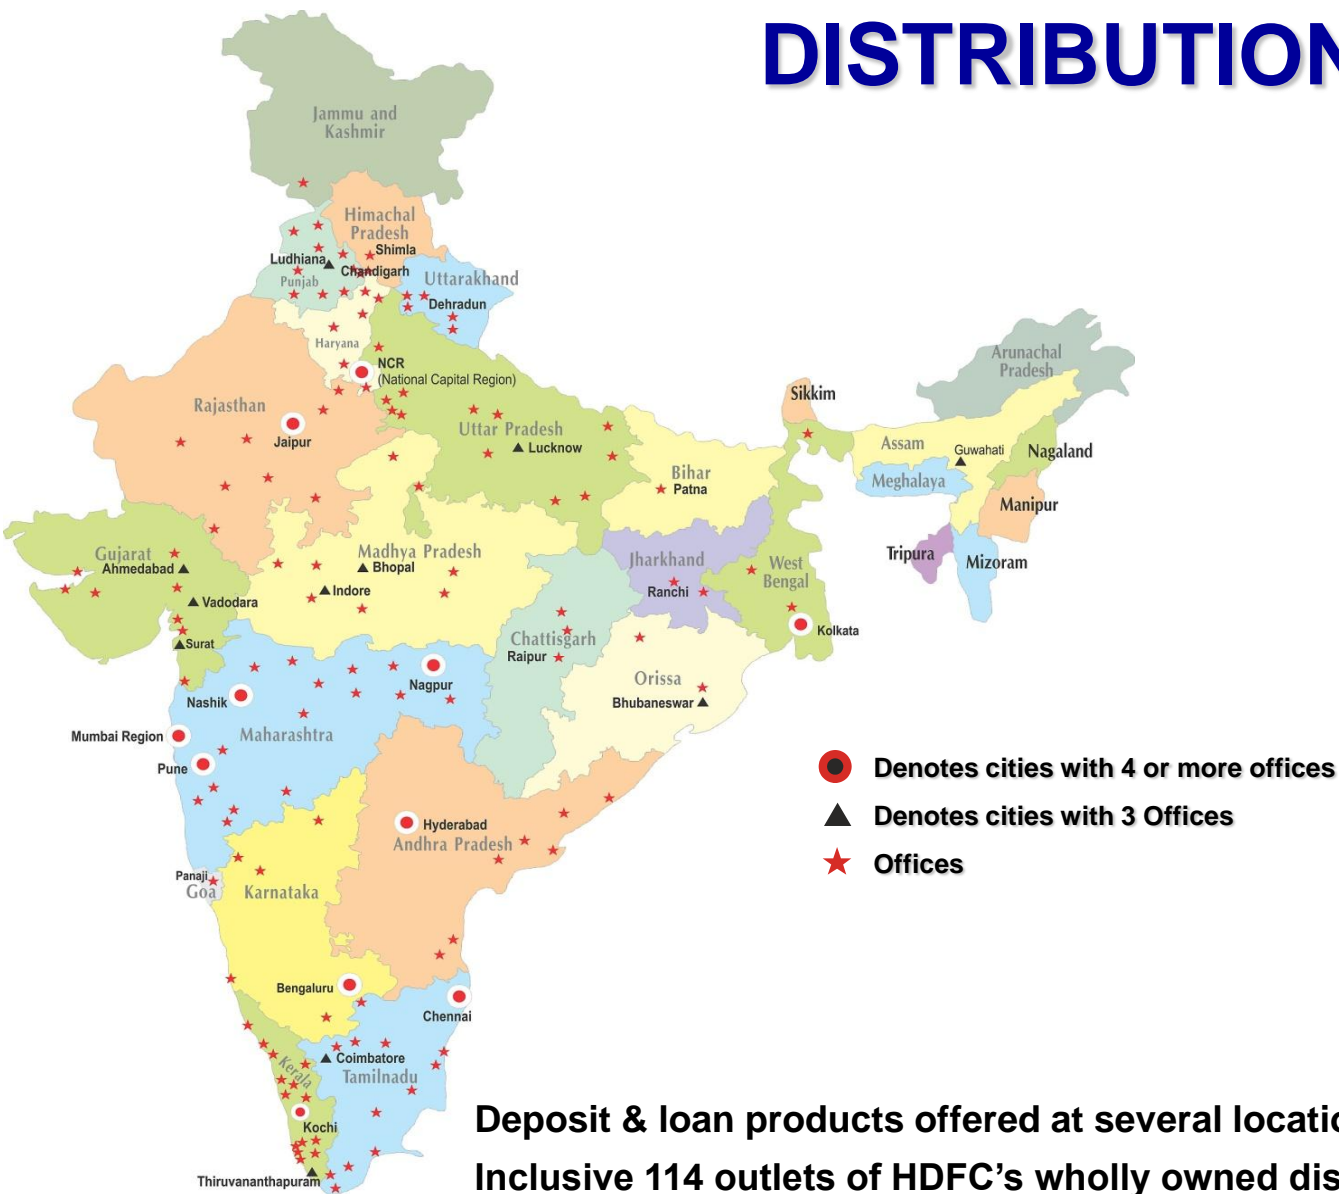 DISTRIBUTION
Jammu and
Kashmir
Himachal
Pradesh
Shimla
Ludhiana
Chandigarh
Punjab
Uttarakhand
Dehradun
Haryana
NCR
(National Capital Region)
Rajasthan
Jaipur
Uttar Pradesh
Lucknow
Sikkim
Arunachal
Pradesh
Assam
Guwahati
Nagaland
Meghalaya
Manipur
Tripura
Mizoram
Bihar
Patna
Gujarat
Ahmedabad
Vadodara
Surat
Madhya Pradesh
Bhopal
Indore
Jharkhand
Ranchi
West
Bengal
Kolkata
Chattisgarh
Raipur
Orissa
Bhubaneswar
Nagpur
Nashik
Mumbai Region
Maharashtra
Pune
Hyderabad
Andhra Pradesh
Denotes cities with 4 or more offices
Denotes cities with 3 Offices
Offices
Panaji
Goa
Karnataka
Bengaluru
Chennai
Coimbatore
Kerala
Tamilnadu
Kochi
Thiruvananthapuram
Deposit & loan products offered at several locatio
Inclusive 114 outlets of HDFC's wholly owned dis